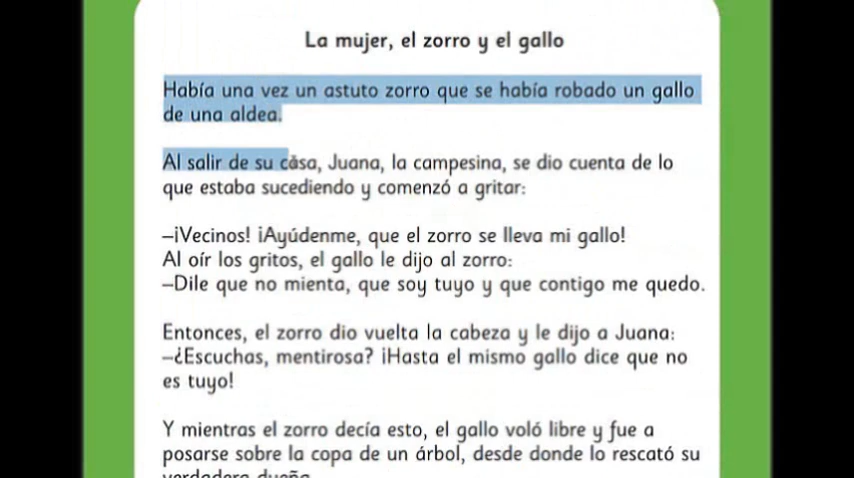 La mujer, el zorro y el gallo
Había una vez un astuto zorro que se había robado un gallo
de una aldea.
Al salir de su casa, Juana, la campesina, se dio cuenta de lo
que estaba sucediendo y comenzó a gritar:
–¡Vecinos! ¡Ayúdenme, que el zorro se lleva mi gallo!
Al oír los gritos, el gallo le dijo al zorro:
–Dile que no mienta, que soy tuyo y que contigo me quedo.
Entonces, el zorro dio vuelta la cabeza y le dijo a Juana:
–¿Escuchas, mentirosa? ¡Hasta el mismo gallo dice que no
es tuyo!
Y mientras el zorro decía esto, el gallo voló libre y fue a
posarse sobre la copa de un árbol, desde donde lo rescató su
verdadera dueña.